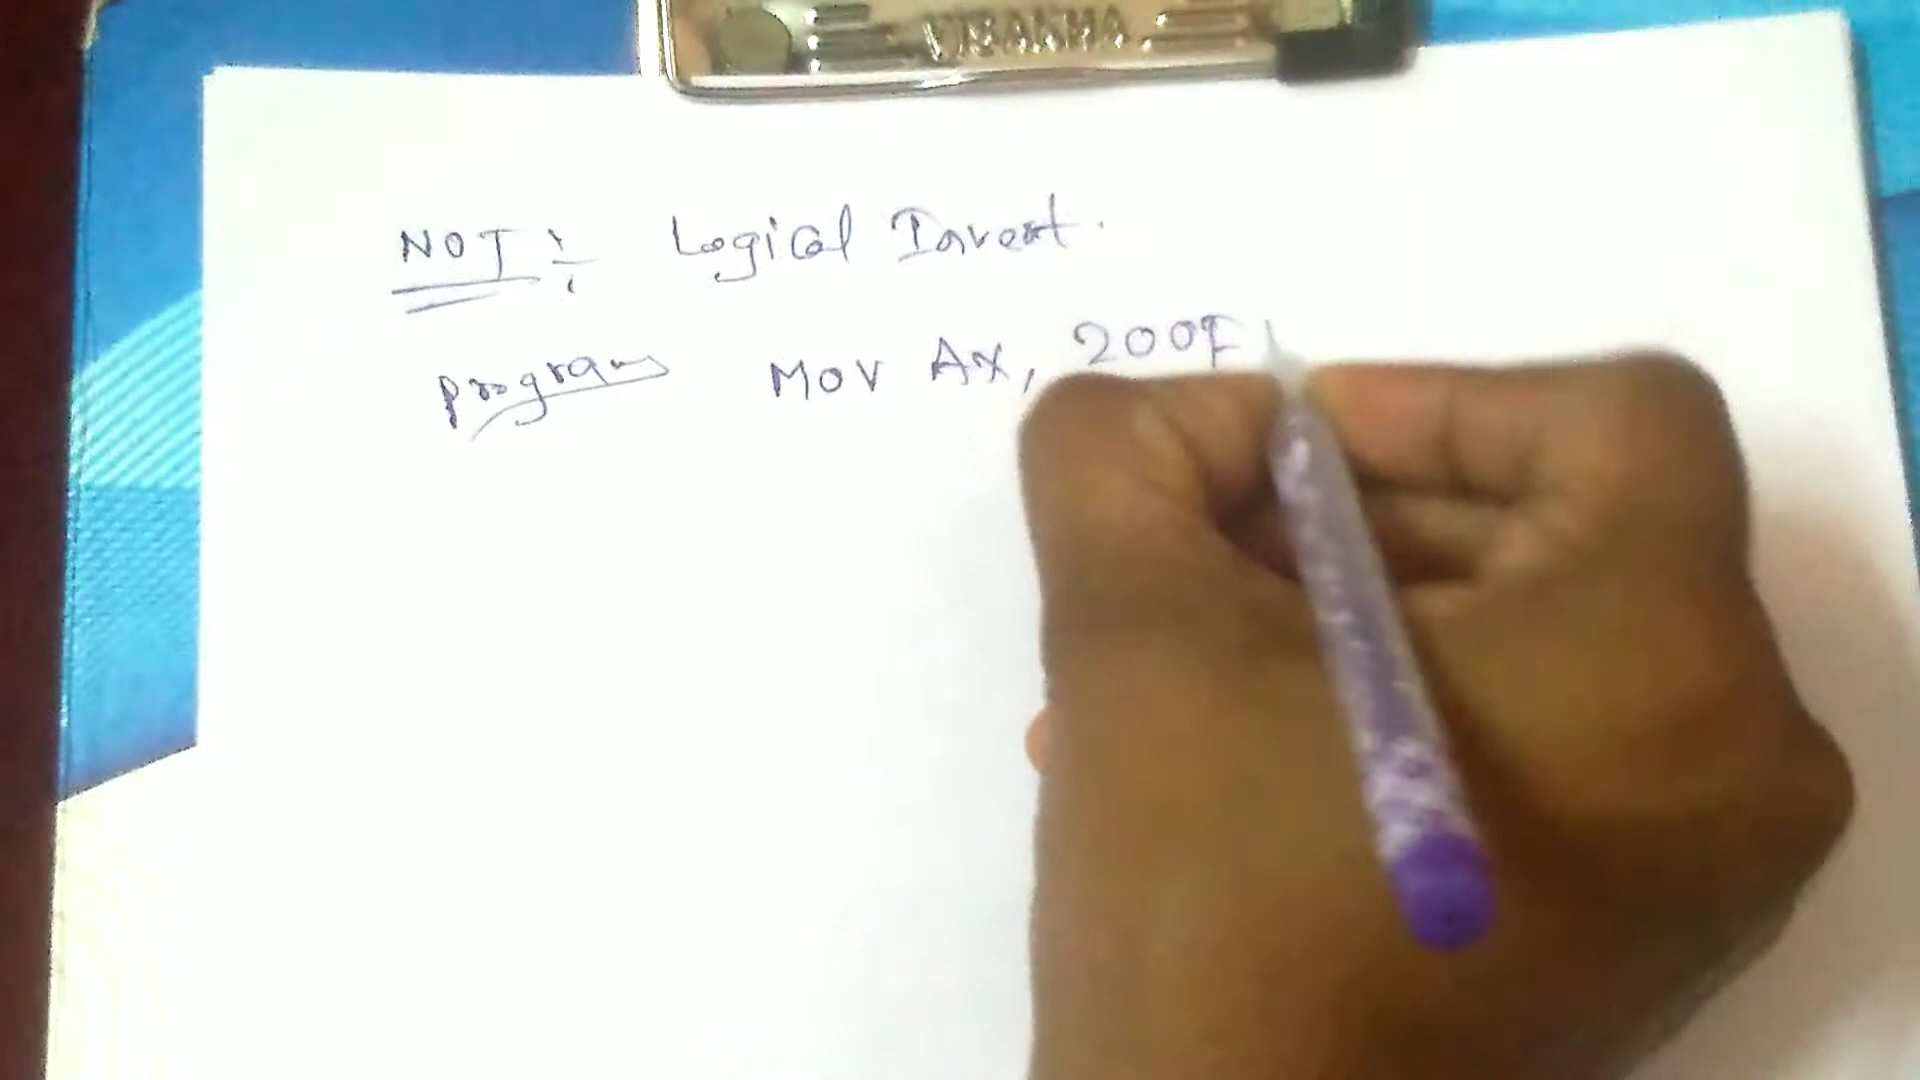 VISAKHA
NOT :- Logical Invert.
program MOV AX, 200F